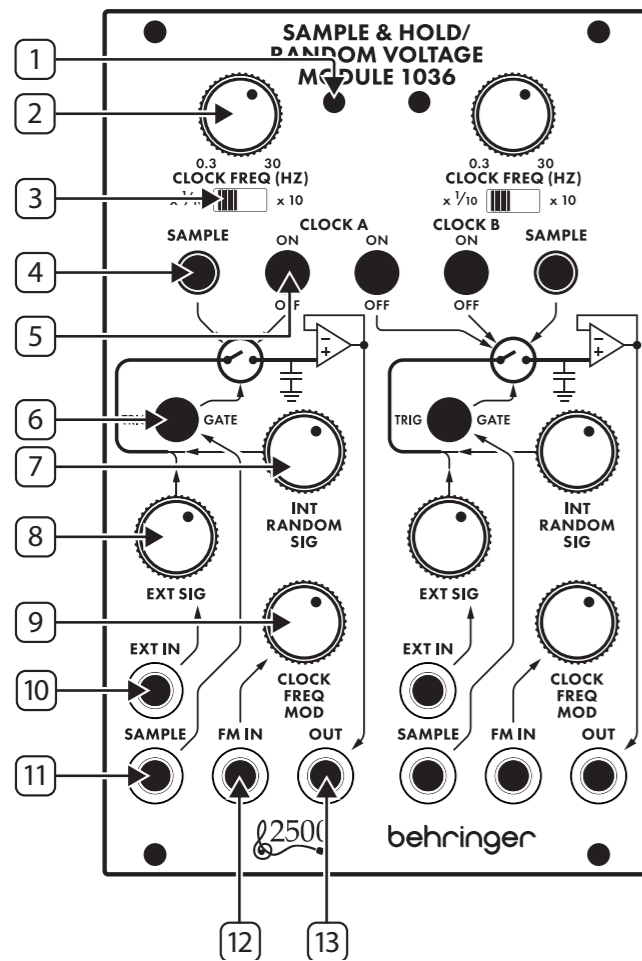 SAMPLE & HOLD/
RANDOM VOLTAGE
MODULE 1036
1
2
0.3 30
0.3 30
CLOCK FREQ (HZ)
CLOCK FREQ (HZ)
3
x 10
x 1/10 x 10
CLOCK A
CLOCK B
SAMPLE
ON
ON
ON
SAMPLE
4
OFF
OFF
OFF
5
6
GATE
TRIG
GATE
7
INT
RANDOM
SIG
INT
RANDOM
SIG
8
EXT SIG
EXT SIG
9
EXT IN
EXT IN
10
CLOCK
FREQ
MOD
CLOCK
FREQ
MOD
SAMPLE
FM IN
OUT
SAMPLE
FM IN
OUT
11
2500
behringer
12
13